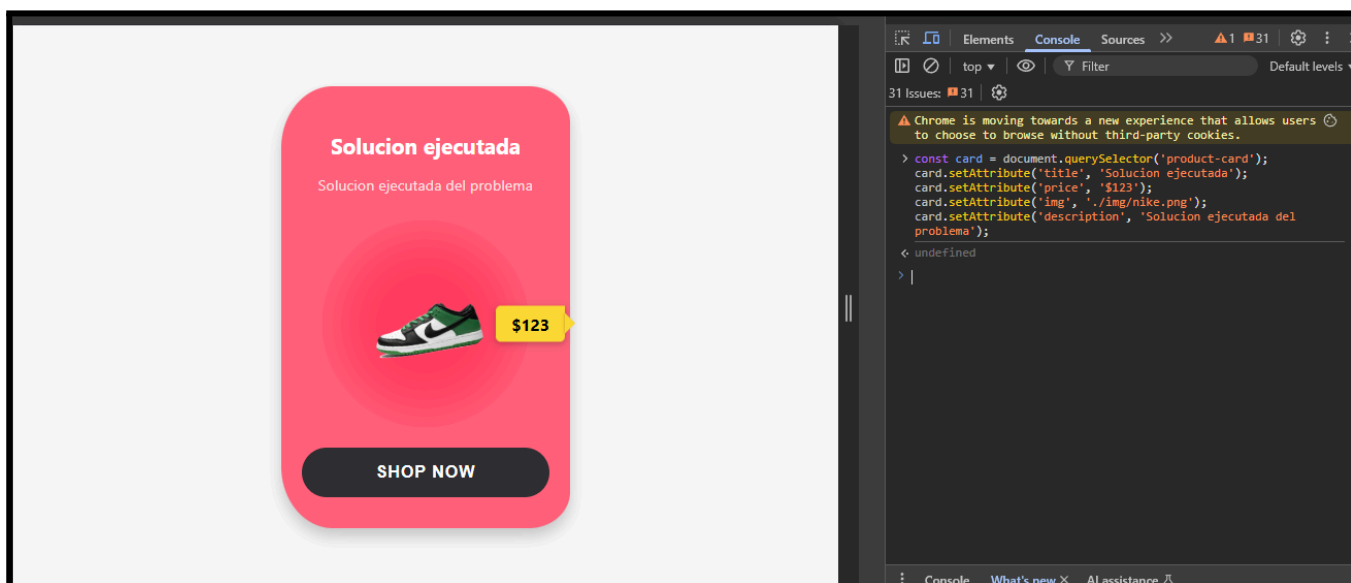 Solucion ejecutada
Solucion ejecutada del problema
$123
SHOP NOW
Elements Console Sources 1 31
top Filter Default levels
31 Issues: 31
Chrome is moving towards a new experience that allows users
to choose to browse without third-party cookies.
> const card = document.querySelector('product-card');
card.setAttribute('title', 'Solucion ejecutada');
card.setAttribute('price', '$123');
card.setAttribute('img', './img/nike.png');
card.setAttribute('description', 'Solucion ejecutada del
problema');
undefined
>
Console What's new AI assistance